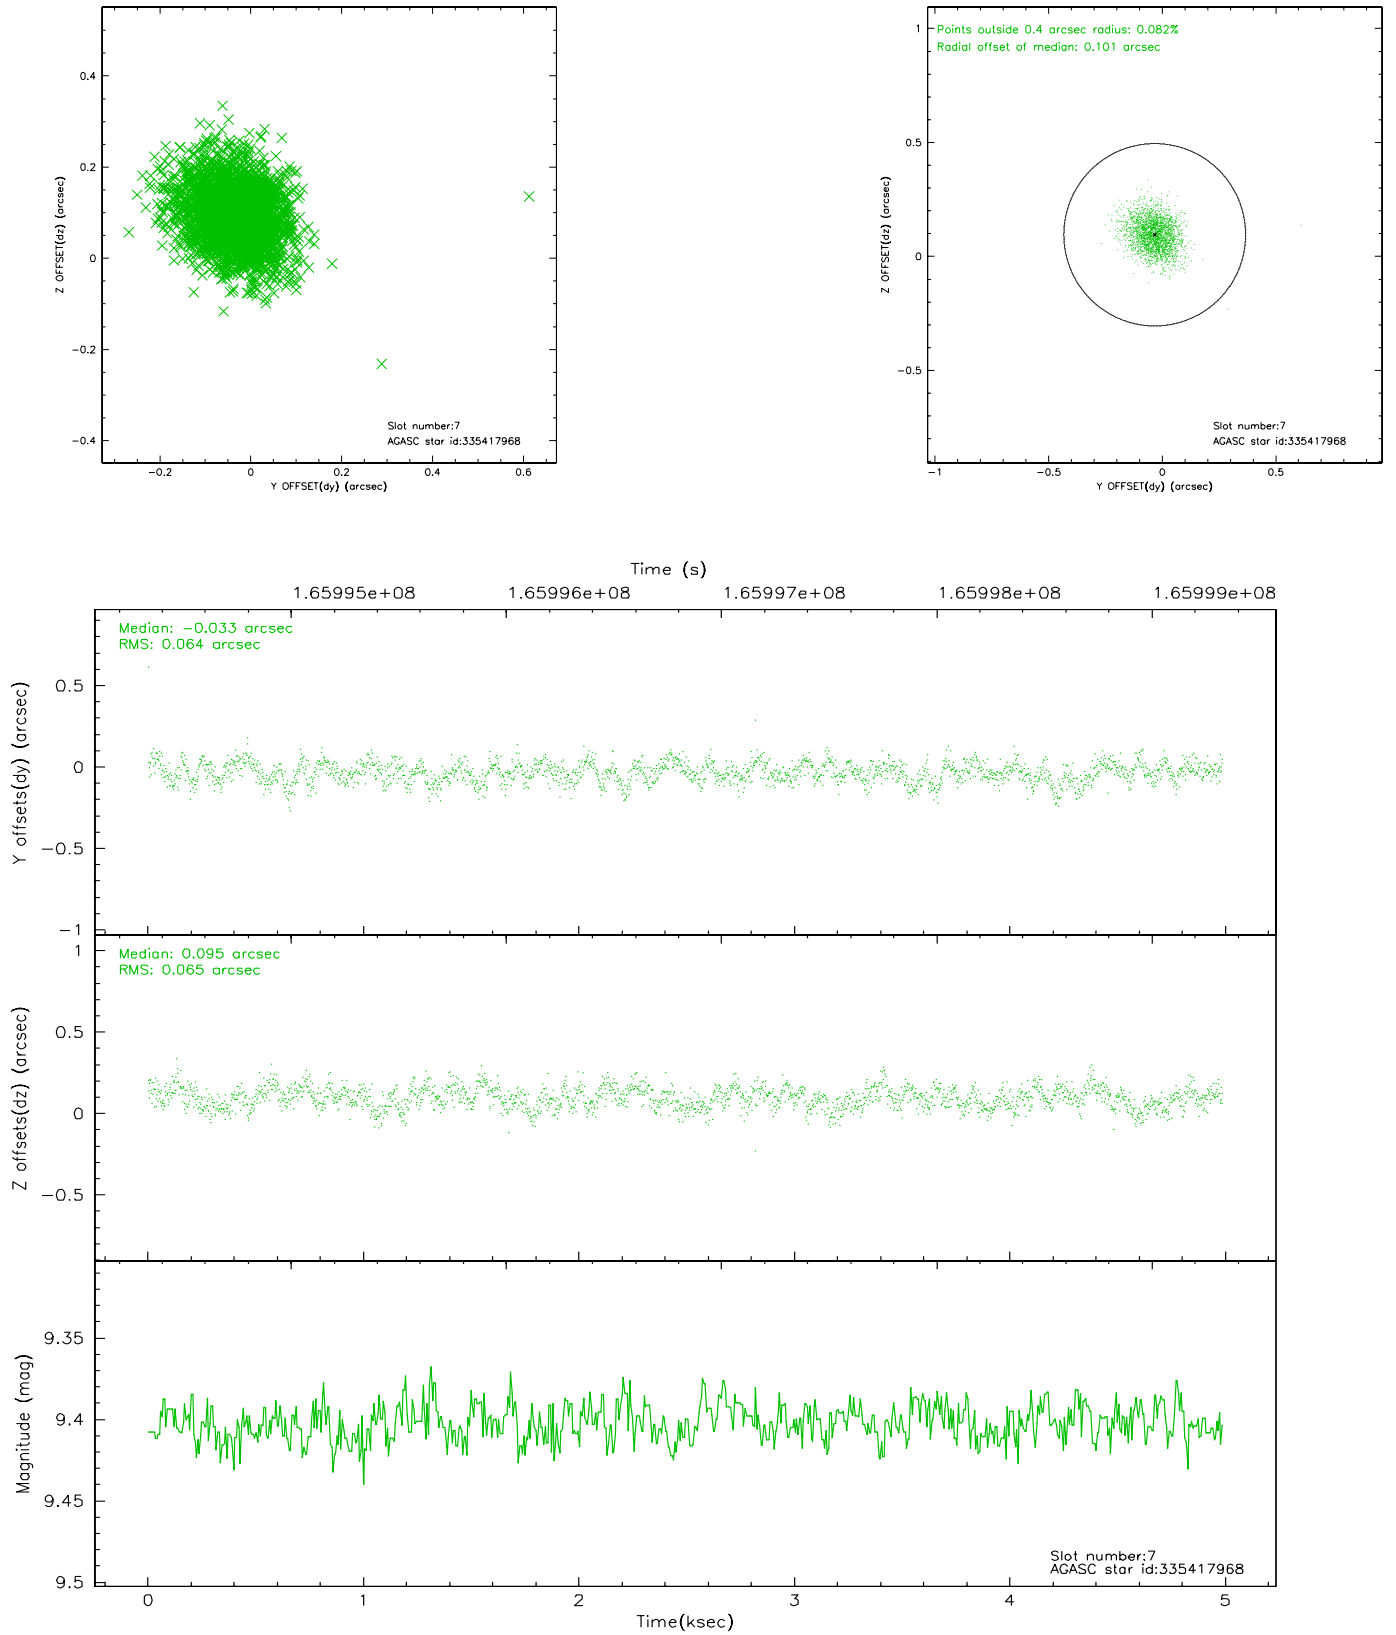 0.4
0.2
0
-0.2
-0.4
Z OFFSET(dz) (arcsec)
Slot number:7
AGASC star id:335417968
-0.2 0 0.2 0.4 0.6
Y OFFSET(dy) (arcsec)
Points outside 0.4 arcsec radius: 0.082%
Radial offset of median: 0.101 arcsec
1
0.5
0
-0.5
Z OFFSET(dz) (arcsec)
Slot number:7
AGASC star id:335417968
-1 -0.5 0 0.5
Y OFFSET(dy) (arcsec)
Time (s)
1.65995e+08 1.65996e+08 1.65997e+08 1.65998e+08 1.65999e+08
Median: -0.033 arcsec
RMS: 0.064 arcsec
0.5
0
-0.5
-1
Y offsets(dy) (arcsec)
Median: 0.095 arcsec
RMS: 0.065 arcsec
1
0.5
0
-0.5
Z offsets(dz) (arcsec)
9.35
9.4
9.45
9.5
Magnitude (mag)
Slot number:7
AGASC star id:335417968
0 1 2 3 4 5
Time(ksec)